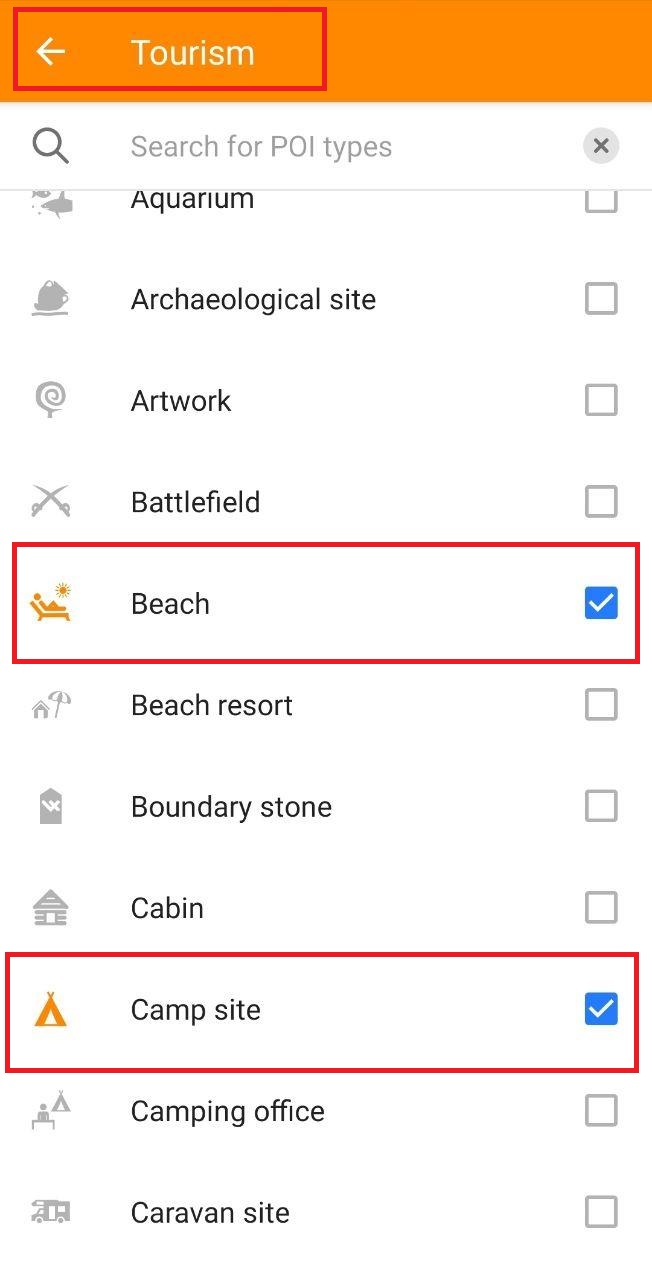 Tourism
Search for POI types
Aquarium
Archaeological site
Artwork
Battlefield
Beach
Beach resort
Boundary stone
Cabin
Camp site
Camping office
Caravan site